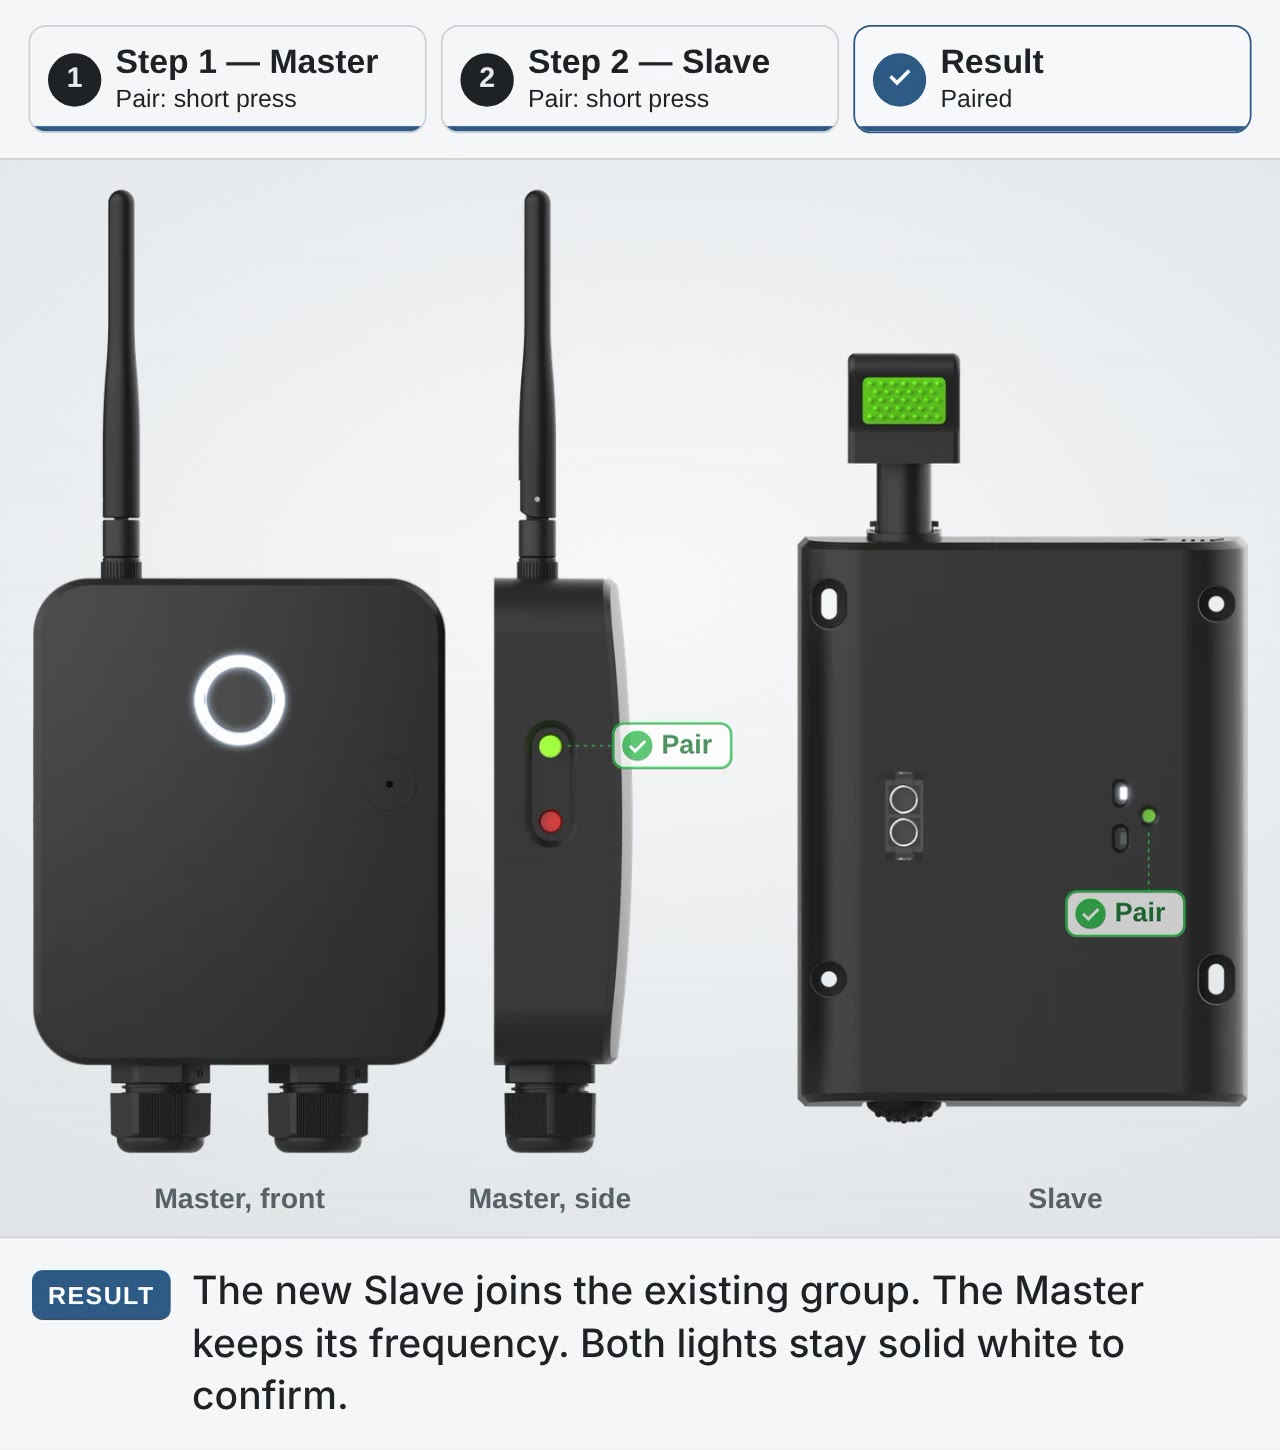 1
Step 1 — Master
Pair: short press
2
Step 2 — Slave
Pair: short press
Result
Paired
Pair
Pair
Master, front
Master, side
Slave
RESULT
The new Slave joins the existing group. The Master
keeps its frequency. Both lights stay solid white to
confirm.